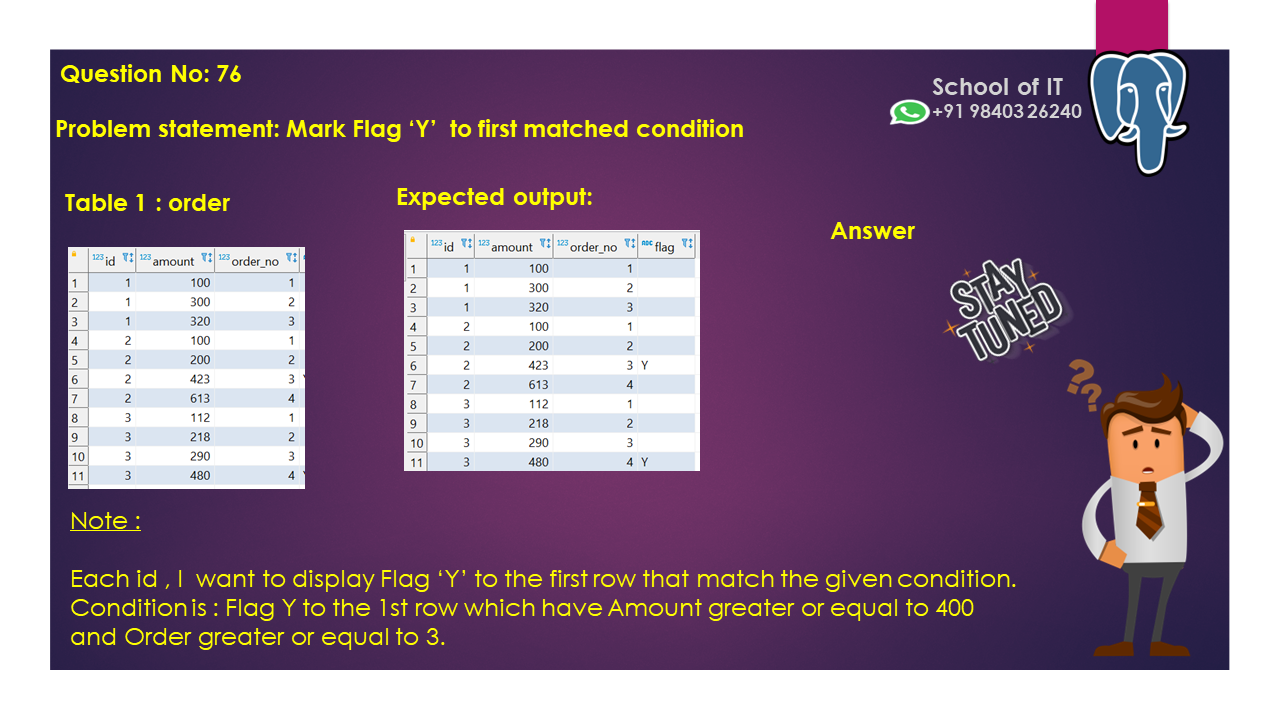 Question No: 76
School of IT
+91 98403 26240
Problem statement: Mark Flag ‘Y’ to first matched condition
Table 1 : order
123 id 123 amount 123 order_no
1 1 100 1
2 1 300 2
3 1 320 3
4 2 100 1
5 2 200 2
6 2 423 3
7 2 613 4
8 3 112 1
9 3 218 2
10 3 290 3
11 3 480 4
Expected output:
123 id 123 amount 123 order_no ABC flag
1 1 100 1
2 1 300 2
3 1 320 3
4 2 100 1
5 2 200 2
6 2 423 3 Y
7 2 613 4
8 3 112 1
9 3 218 2
10 3 290 3
11 3 480 4 Y
Answer
STAY
TUNED
??
Note :
Each id , I want to display Flag ‘Y’ to the first row that match the given condition.
Condition is : Flag Y to the 1st row which have Amount greater or equal to 400
and Order greater or equal to 3.